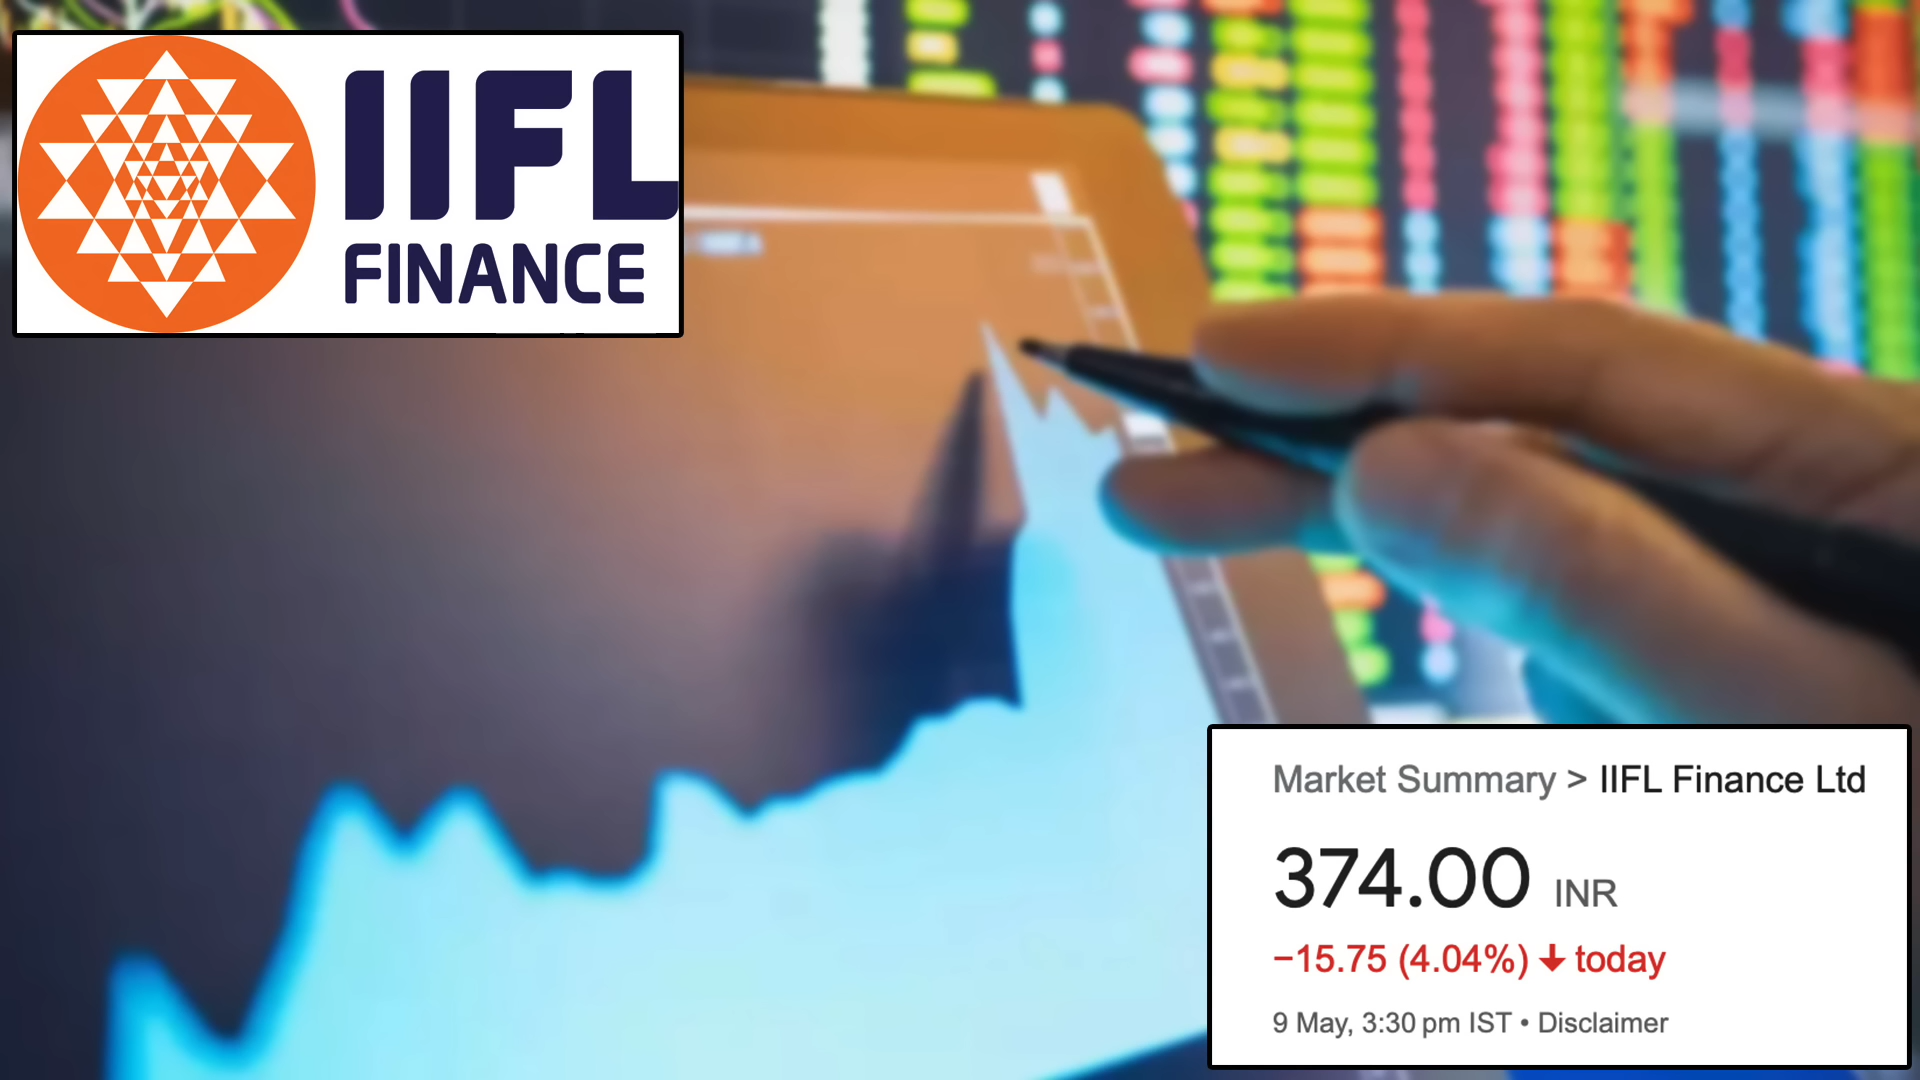 IIFL
FINANCE
Market Summary > IIFL Finance Ltd
374.00 INR
−15.75 (4.04%) ↓ today
9 May, 3:30 pm IST • Disclaimer